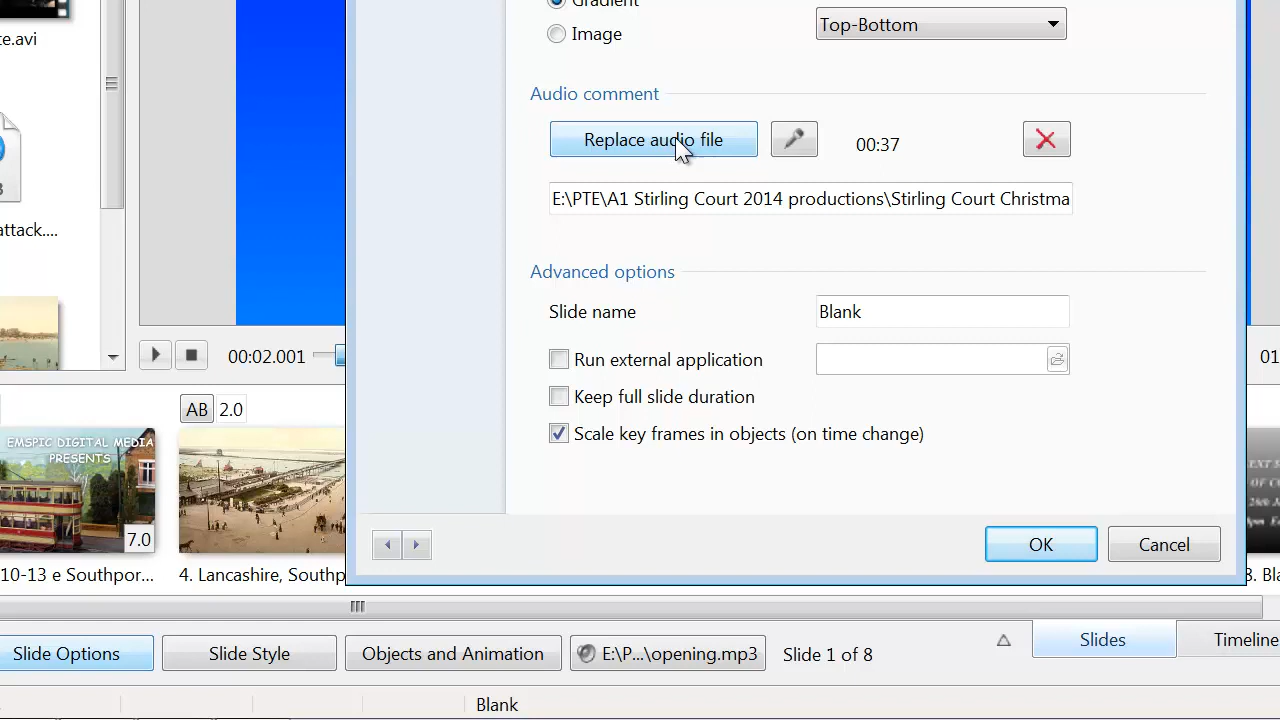 Gradient
Image
Top-Bottom
te.avi
Audio comment
Replace audio file
00:37
E:\PTE\A1 Stirling Court 2014 productions\Stirling Court Christma
3
attack....
Advanced options
Slide name
Blank
Run external application
00:02.001
01
Keep full slide duration
AB 2.0
Scale key frames in objects (on time change)
EMSPIC DIGITAL MEDIA
PRESENTS
7.0
OK
Cancel
10-13 e Southpor...
4. Lancashire, Southp
3. Bla
Slide Options
Slide Style
Objects and Animation
E:\P...\opening.mp3
Slide 1 of 8
Slides
Timeline
Blank